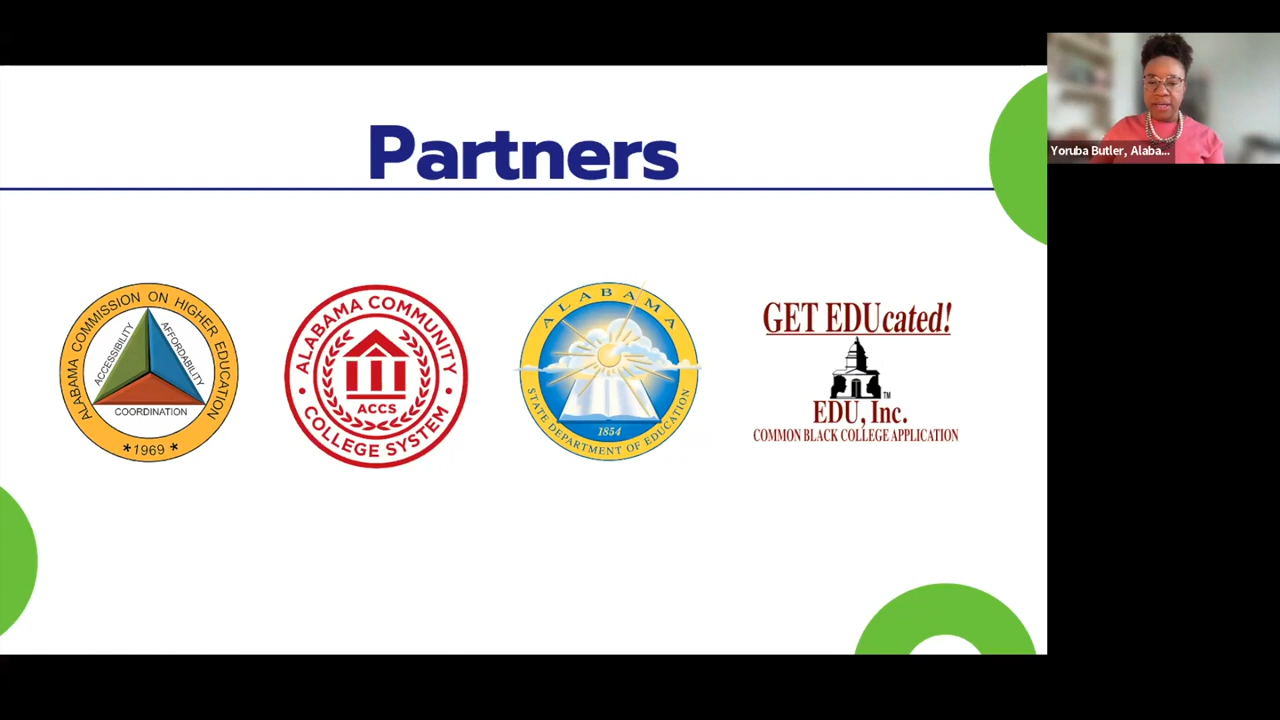 Partners
Yoruba Butler, Alaba...
ALABAMA COMMISSION ON HIGHER EDUCATION
ACCESSIBILITY
AFFORDABILITY
COORDINATION
*1969*
ALABAMA COMMUNITY
ACCS
COLLEGE SYSTEM
ALABAMA
1854
STATE DEPARTMENT OF EDUCATION
GET EDUcated!
TM
EDU, Inc.
COMMON BLACK COLLEGE APPLICATION